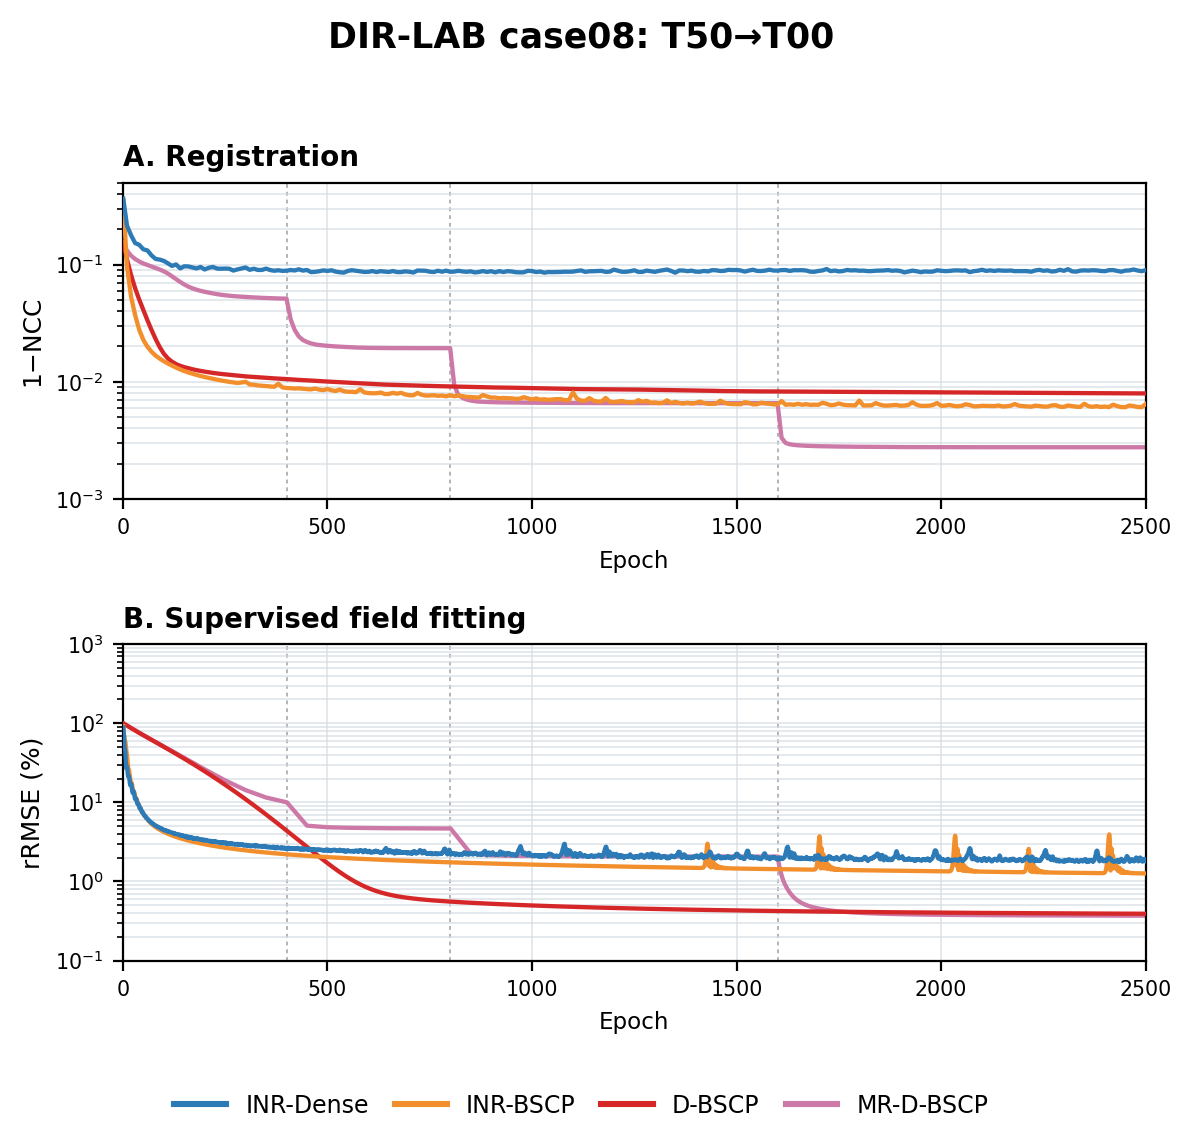 DIR-LAB case08: T50→T00
A. Registration
1−NCC
10⁻¹
10⁻²
10⁻³
0 500 1000 1500 2000 2500
Epoch
B. Supervised field fitting
rRMSE (%)
10³
10²
10¹
10⁰
10⁻¹
0 500 1000 1500 2000 2500
Epoch
INR-Dense INR-BSCP D-BSCP MR-D-BSCP